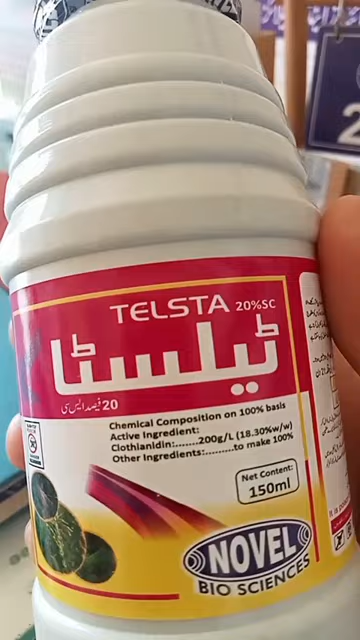 TELSTA 20%SC
ٹیلسٹا
20 فیصد ایس سی
Chemical Composition on 100% basis
Active Ingredient:
Clothianidin:.......200g/L (18.30%w/w)
Other Ingredients:..........to make 100%
Net Content:
150ml
NOVEL
BIO SCIENCES